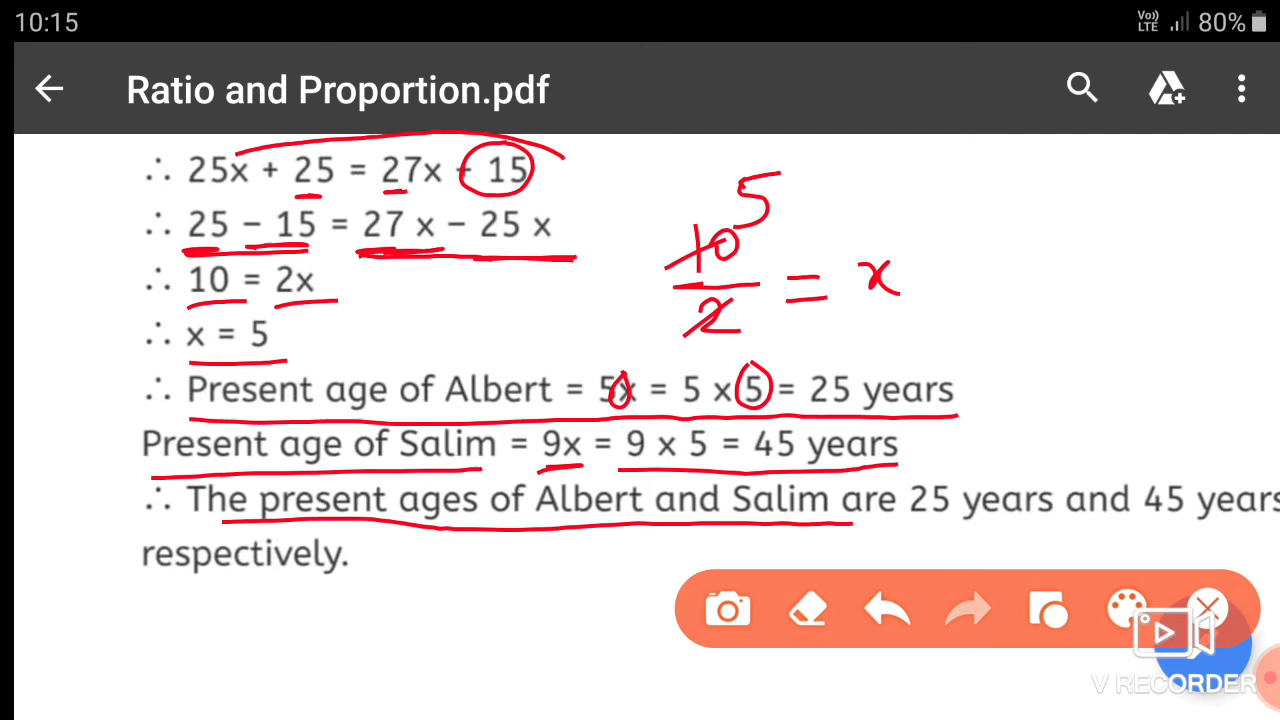 10:15
Vo)) LTE 80%
Ratio and Proportion.pdf
∴ 25x + 25 = 27x + 15
∴ 25 − 15 = 27 x − 25 x
∴ 10 = 2x
∴ x = 5
5
10
2 = x
∴ Present age of Albert = 5x = 5 x 5 = 25 years
Present age of Salim = 9x = 9 x 5 = 45 years
∴ The present ages of Albert and Salim are 25 years and 45 years
respectively.
V RECORDER